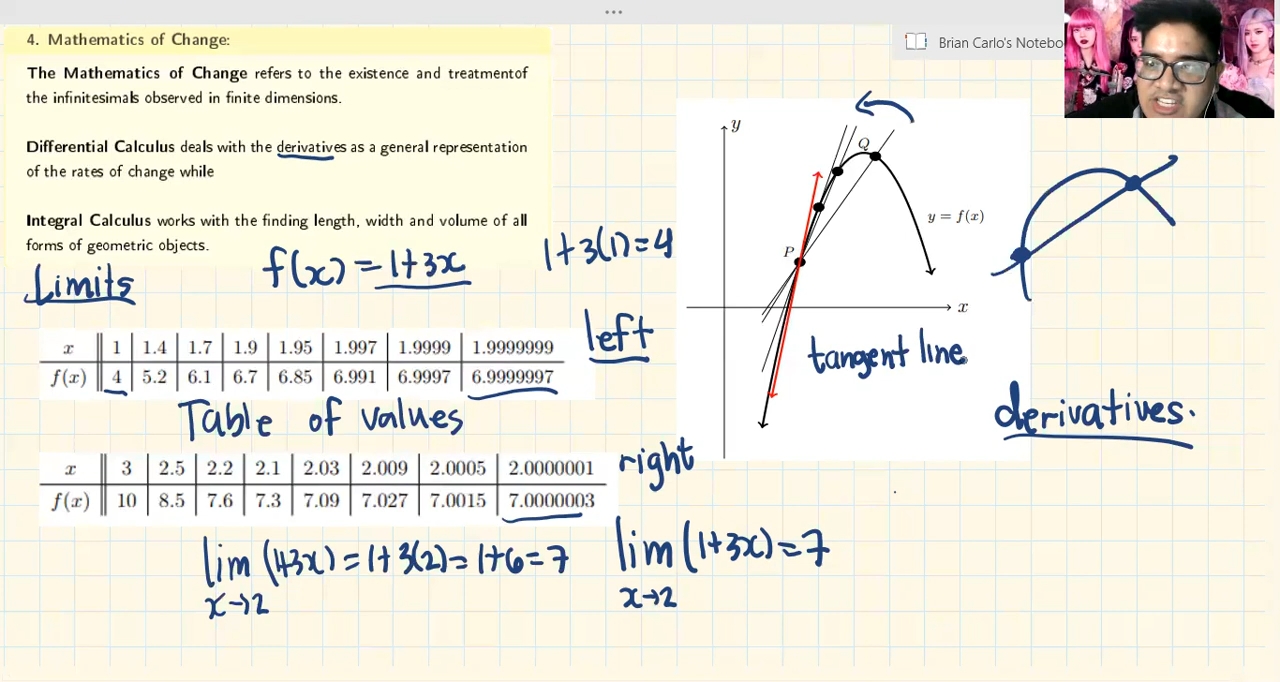 4. Mathematics of Change:
The Mathematics of Change refers to the existence and treatmentof
the infinitesimals observed in finite dimensions.
Differential Calculus deals with the derivatives as a general representation
of the rates of change while
Integral Calculus works with the finding length, width and volume of all
forms of geometric objects.
Limits
f(x) = 1+3x
1+3(1)=4
x 1 1.4 1.7 1.9 1.95 1.997 1.9999 1.9999999
f(x) 4 5.2 6.1 6.7 6.85 6.991 6.9997 6.9999997
left
Table of values
x 3 2.5 2.2 2.1 2.03 2.009 2.0005 2.0000001
f(x) 10 8.5 7.6 7.3 7.09 7.027 7.0015 7.0000003
right
lim (1+3x) = 1+3(2) = 1+6 = 7
x→2
lim (1+3x) = 7
x→2
Brian Carlo's Notebo
y
Q
y = f(x)
P
x
tangent line
derivatives.